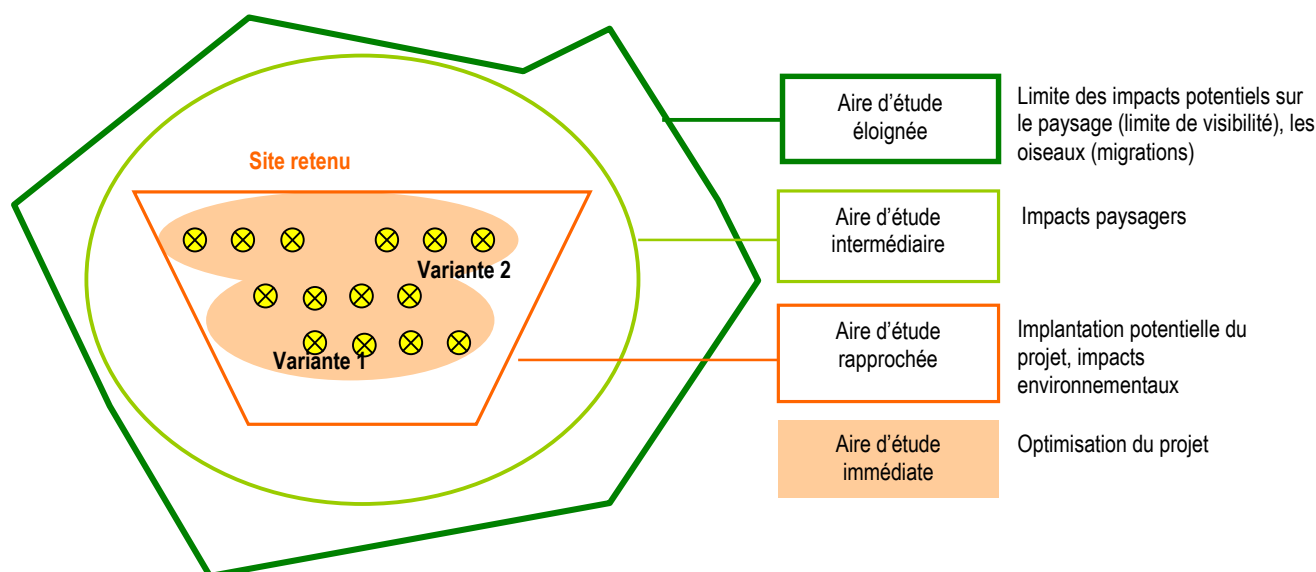 Site retenu
Variante 2
Variante 1
Aire d’étude
éloignée
Limite des impacts potentiels sur
le paysage (limite de visibilité), les
oiseaux (migrations)
Aire d’étude
intermédiaire
Impacts paysagers
Aire d’étude
rapprochée
Implantation potentielle du
projet, impacts
environnementaux
Aire d’étude
immédiate
Optimisation du projet